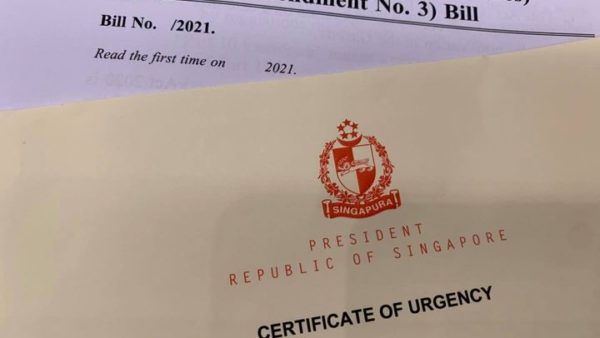 No. 3) Bill
Bill No. /2021.
Read the first time on 2021.
SINGAPURA
PRESIDENT
REPUBLIC OF SINGAPORE
CERTIFICATE OF URGENCY